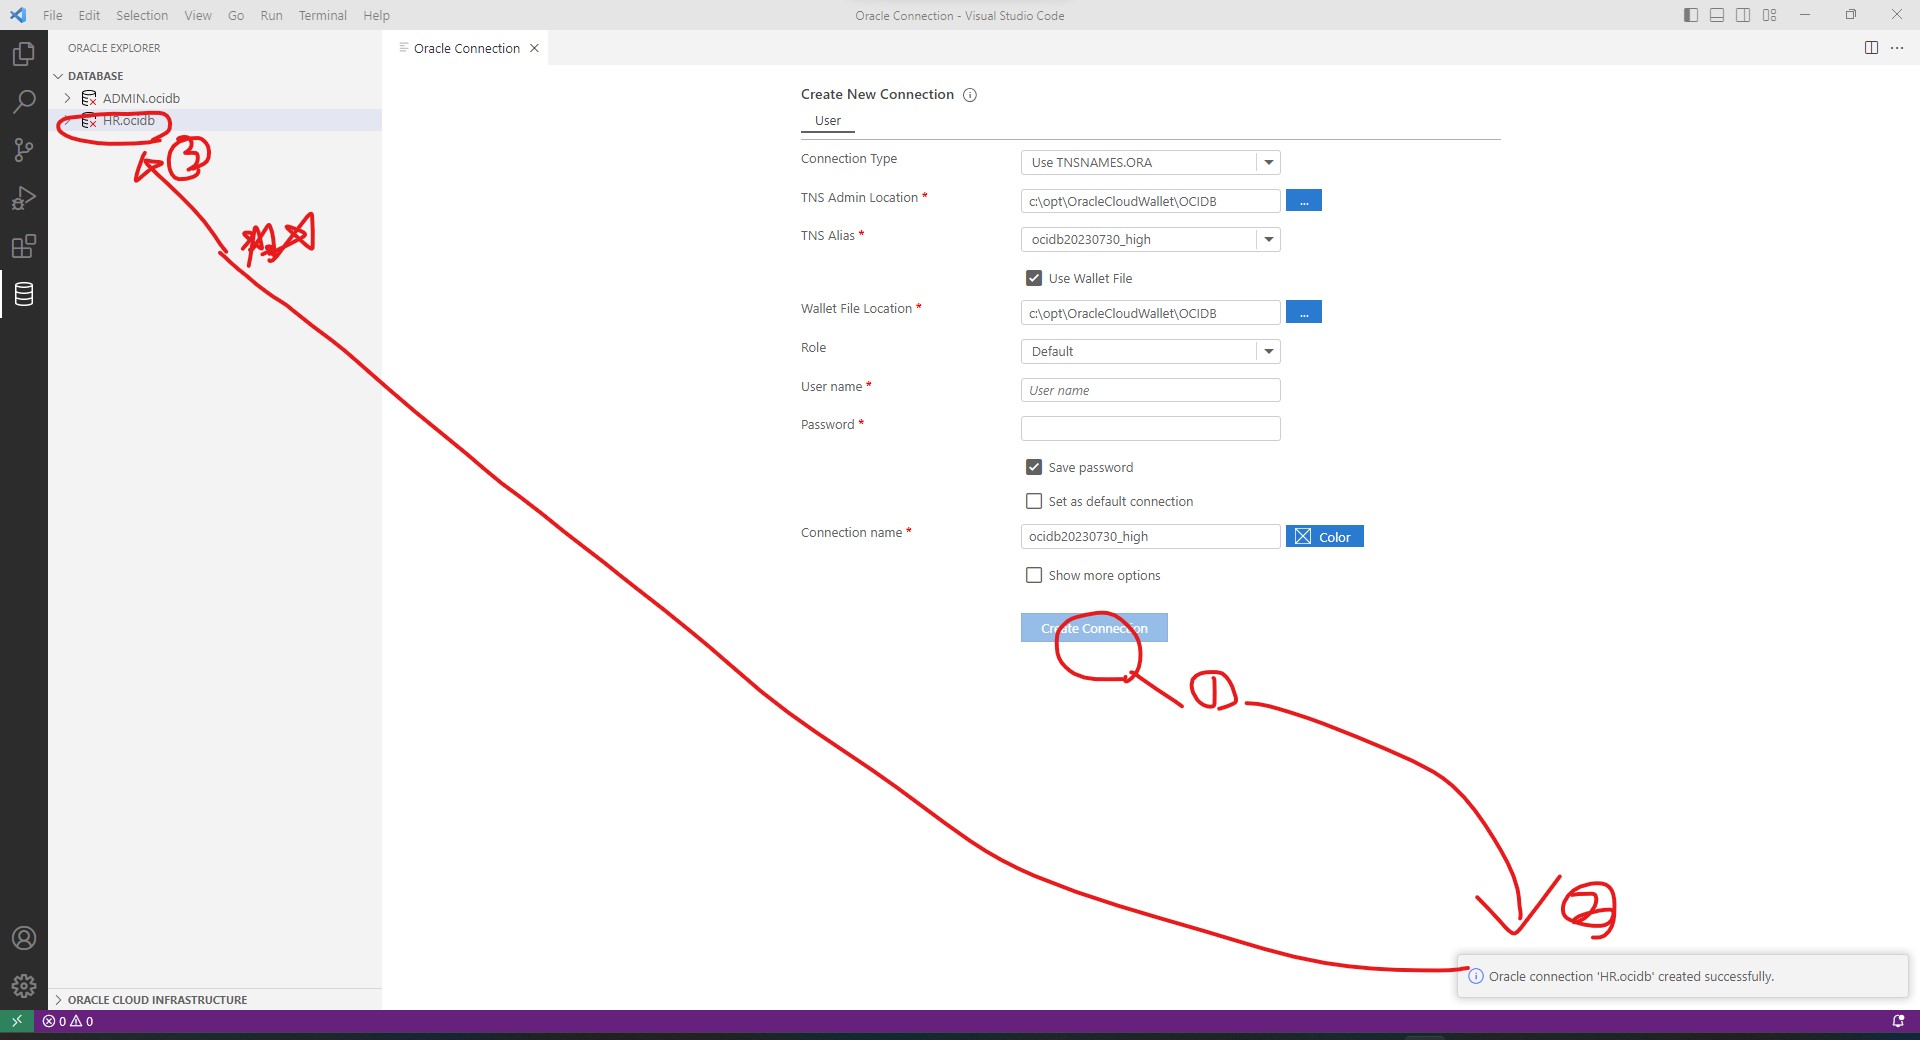 File Edit Selection View Go Run Terminal Help
Oracle Connection - Visual Studio Code
ORACLE EXPLORER
DATABASE
ADMIN.ocidb
HR.ocidb
③
Oracle Connection
Create New Connection
User
Connection Type
Use TNSNAMES.ORA
TNS Admin Location *
c:\opt\OracleCloudWallet\OCIDB
...
TNS Alias *
ocidb20230730_high
Use Wallet File
Wallet File Location *
c:\opt\OracleCloudWallet\OCIDB
...
Role
Default
User name *
User name
Password *
Save password
Set as default connection
Connection name *
ocidb20230730_high
Color
Show more options
Create Connection
①
②
Oracle connection 'HR.ocidb' created successfully.
ORACLE CLOUD INFRASTRUCTURE
0 0